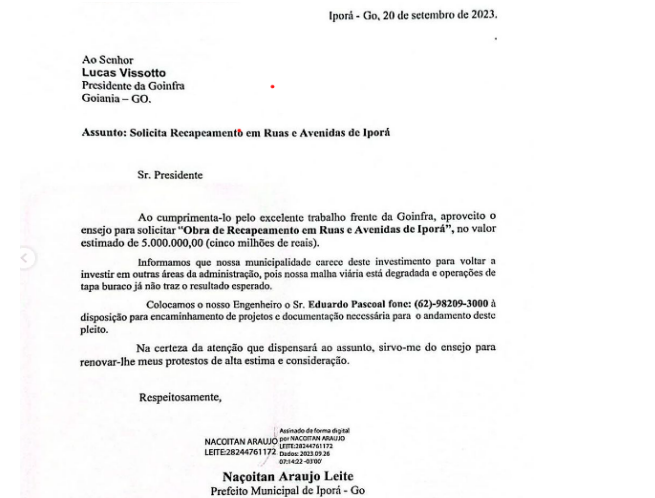 Iporá - Go, 20 de setembro de 2023.
Ao Senhor
Lucas Vissotto
Presidente da Goinfra
Goiania – GO.
Assunto: Solicita Recapeamento em Ruas e Avenidas de Iporá
Sr. Presidente
Ao cumprimenta-lo pelo excelente trabalho frente da Goinfra, aproveito o
ensejo para solicitar "Obra de Recapeamento em Ruas e Avenidas de Iporá", no valor
estimado de 5.000.000,00 (cinco milhões de reais).
Informamos que nossa municipalidade carece deste investimento para voltar a
investir em outras áreas da administração, pois nossa malha viária está degradada e operações de
tapa buraco já não traz o resultado esperado.
Colocamos o nosso Engenheiro o Sr. Eduardo Pascoal fone: (62)-98209-3000 à
disposição para encaminhamento de projetos e documentação necessária para o andamento deste
pleito.
Na certeza da atenção que dispensará ao assunto, sirvo-me do ensejo para
renovar-lhe meus protestos de alta estima e consideração.
Respeitosamente,
NACOITAN ARAUJO
LEITE:28244761172
Assinado de forma digital
por NACOITAN ARAUJO
LEITE:28244761172
Dados: 2023.09.26
07:14:22 -03'00'
Naçoitan Araujo Leite
Prefeito Municipal de Iporá - Go